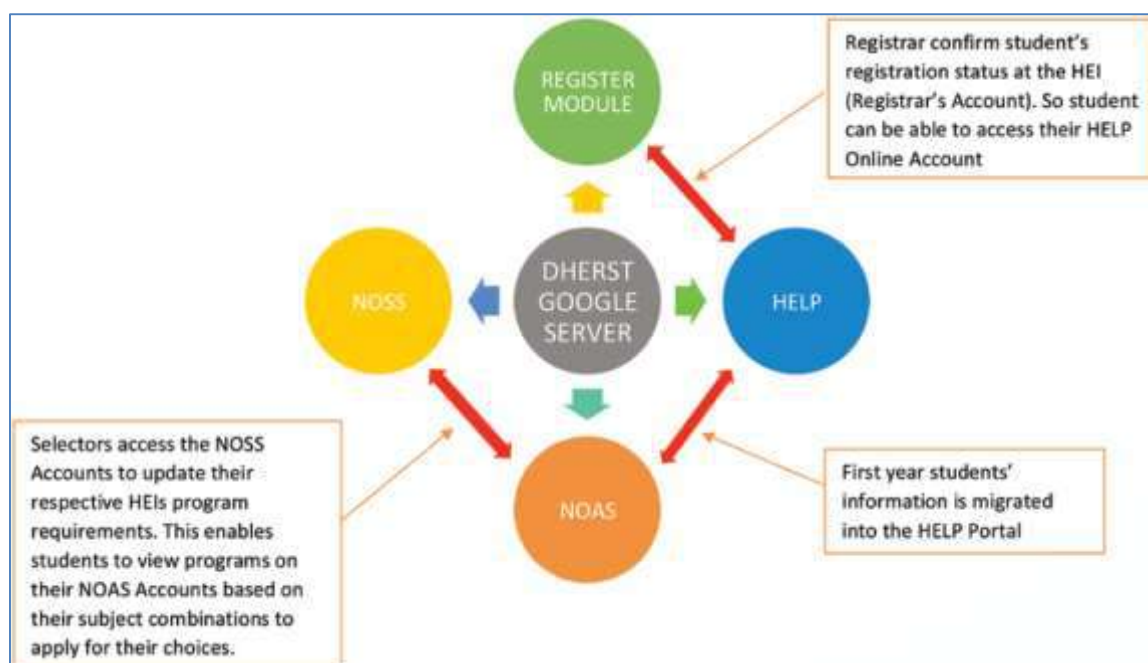 REGISTER
MODULE
Registrar confirm student's
registration status at the HEI
(Registrar's Account). So student
can be able to access their HELP
Online Account
NOSS
DHERST
GOOGLE
SERVER
HELP
Selectors access the NOSS
Accounts to update their
respective HEIs program
requirements. This enables
students to view programs on
their NOAS Accounts based on
their subject combinations to
apply for their choices.
NOAS
First year students'
information is migrated
into the HELP Portal